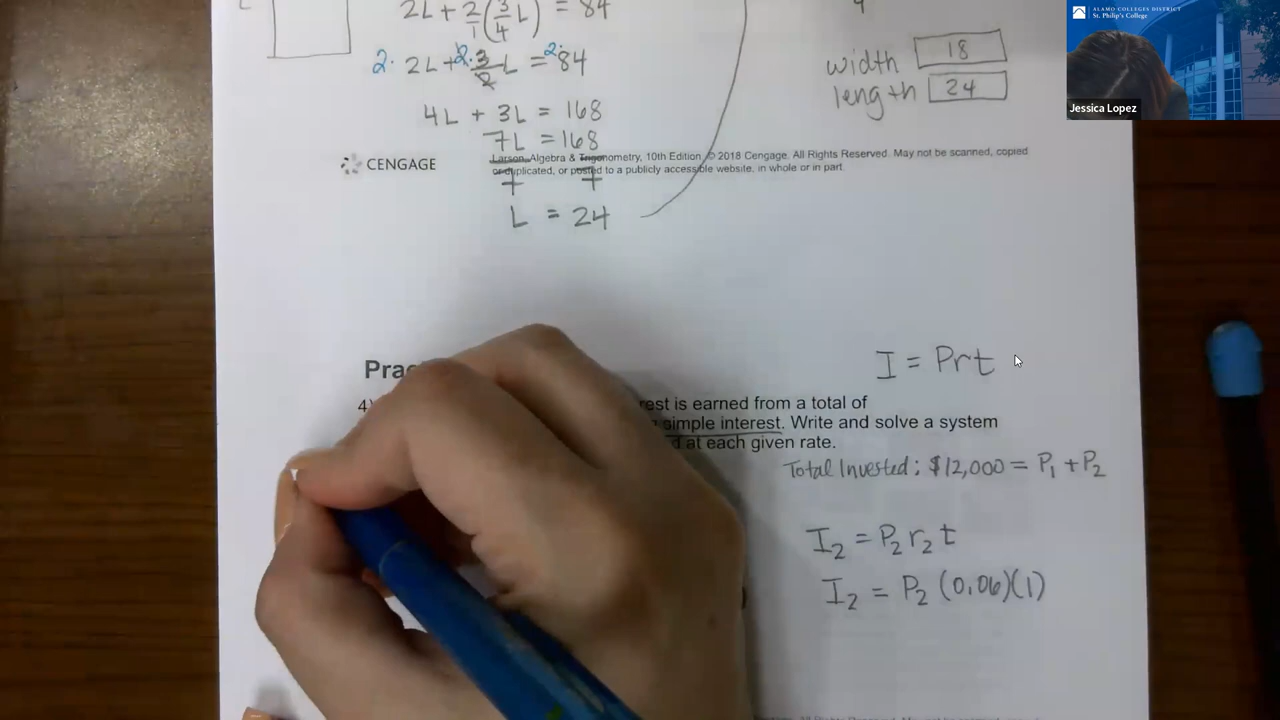 2L + 2/1 (3/4 L) = 84
2· 2L + 2· 3/2 L = 2· 84
4L + 3L = 168
7L = 168
7 7
L = 24
width 18
length 24
ALAMO COLLEGES DISTRICT
St. Philip's College
Jessica Lopez
CENGAGE
Larson, Algebra & Trigonometry, 10th Edition, © 2018 Cengage. All Rights Reserved. May not be scanned, copied
or duplicated, or posted to a publicly accessible website, in whole or in part.
I = Prt
4)
is earned from a total of
simple interest. Write and solve a system
at each given rate.
Total Invested: $12,000 = P₁ + P₂
I₂ = P₂ r₂ t
I₂ = P₂ (0.06)(1)